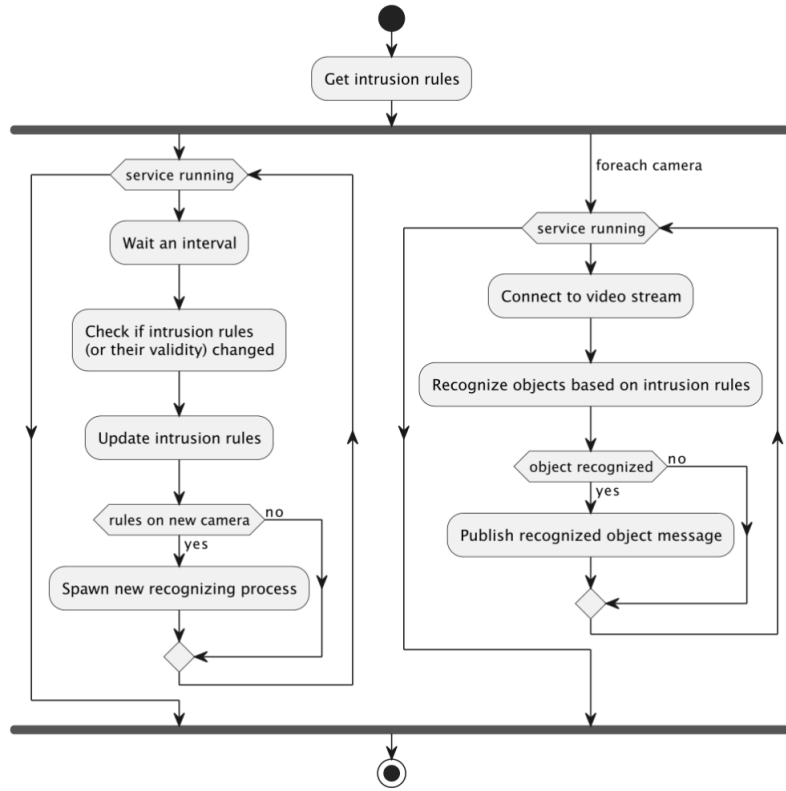 Get intrusion rules
service running
Wait an interval
Check if intrusion rules
(or their validity) changed
Update intrusion rules
rules on new camera
no
yes
Spawn new recognizing process
foreach camera
service running
Connect to video stream
Recognize objects based on intrusion rules
object recognized
no
yes
Publish recognized object message